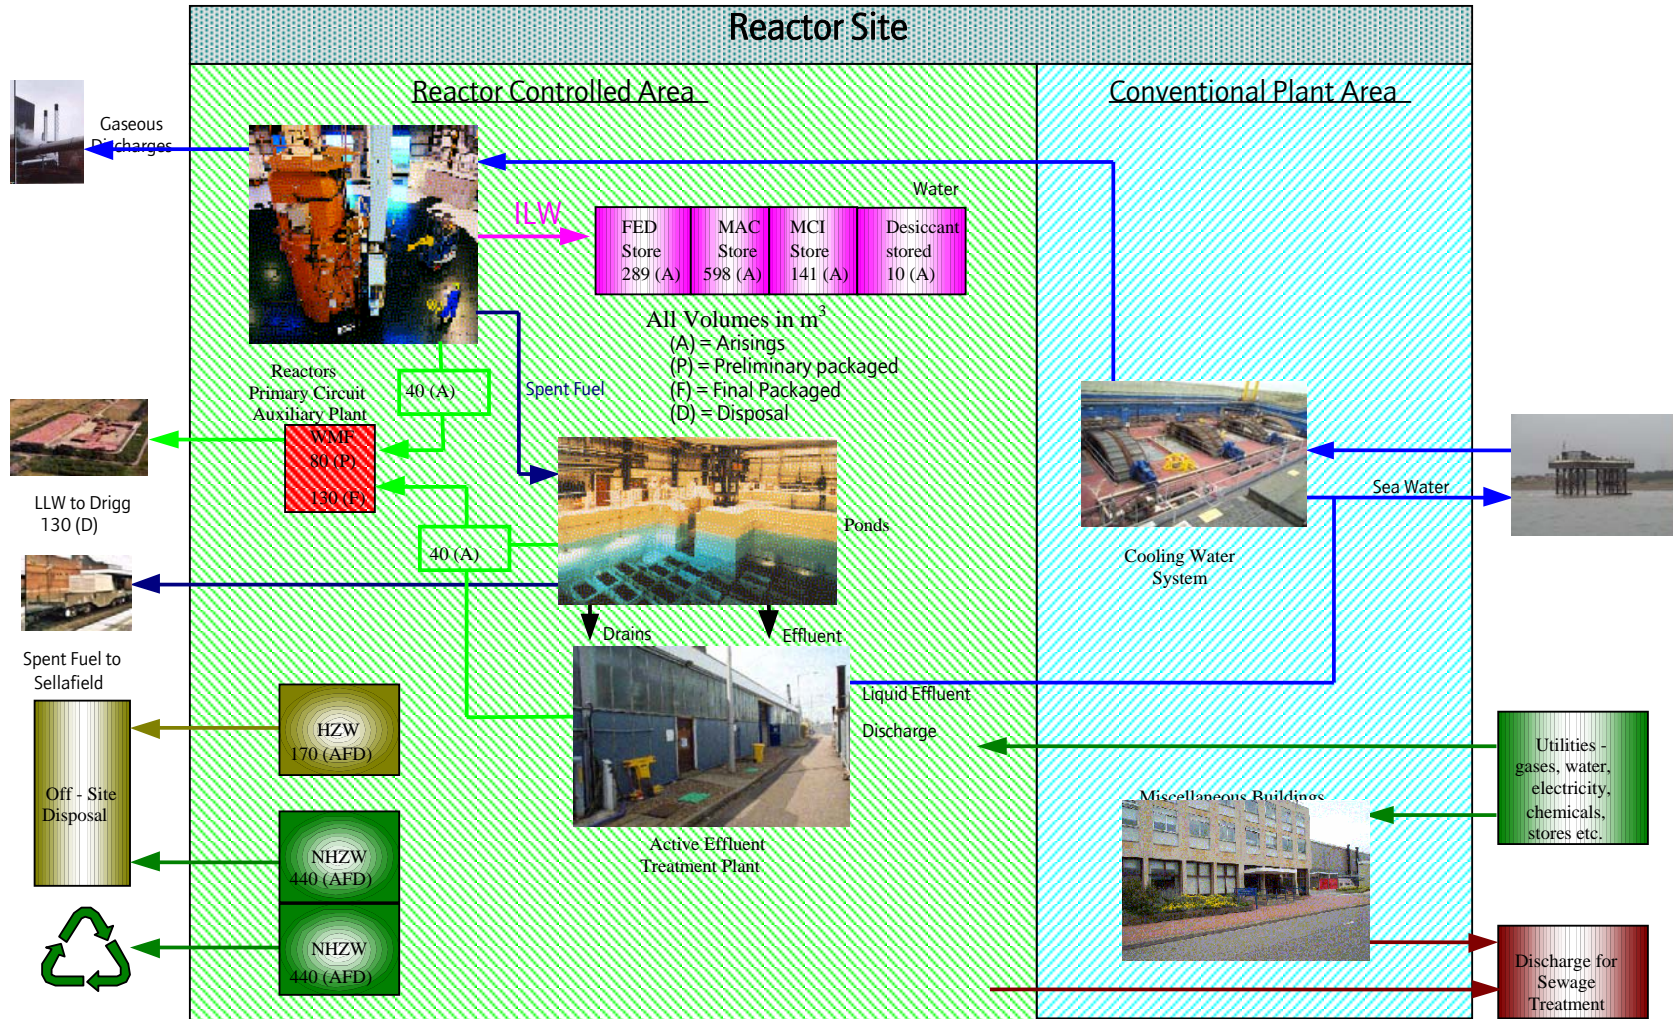 Reactor Site
Reactor Controlled Area
Conventional Plant Area
Gaseous
Discharges
Water
ILW
FED
Store
289 (A)
MAC
Store
598 (A)
MCI
Store
141 (A)
Desiccant
stored
10 (A)
All Volumes in m³
(A) = Arisings
(P) = Preliminary packaged
(F) = Final Packaged
(D) = Disposal
Reactors
Primary Circuit
Auxiliary Plant
40 (A)
Spent Fuel
WMF
80 (P)
130 (F)
LLW to Drigg
130 (D)
40 (A)
Ponds
Sea Water
Cooling Water
System
Drains
Effluent
Spent Fuel to
Sellafield
Liquid Effluent
Discharge
HZW
170 (AFD)
Off - Site
Disposal
NHZW
440 (AFD)
NHZW
440 (AFD)
Active Effluent
Treatment Plant
Miscellaneous Buildings
Utilities -
gases, water,
electricity,
chemicals,
stores etc.
Discharge for
Sewage
Treatment